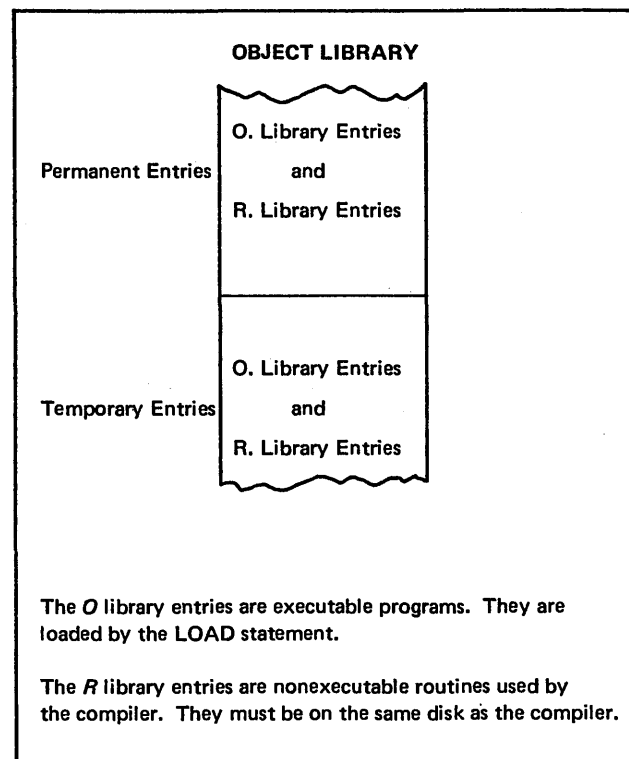 OBJECT LIBRARY
O. Library Entries
Permanent Entries and
R. Library Entries
O. Library Entries
Temporary Entries and
R. Library Entries
The O library entries are executable programs. They are
loaded by the LOAD statement.
The R library entries are nonexecutable routines used by
the compiler. They must be on the same disk as the compiler.